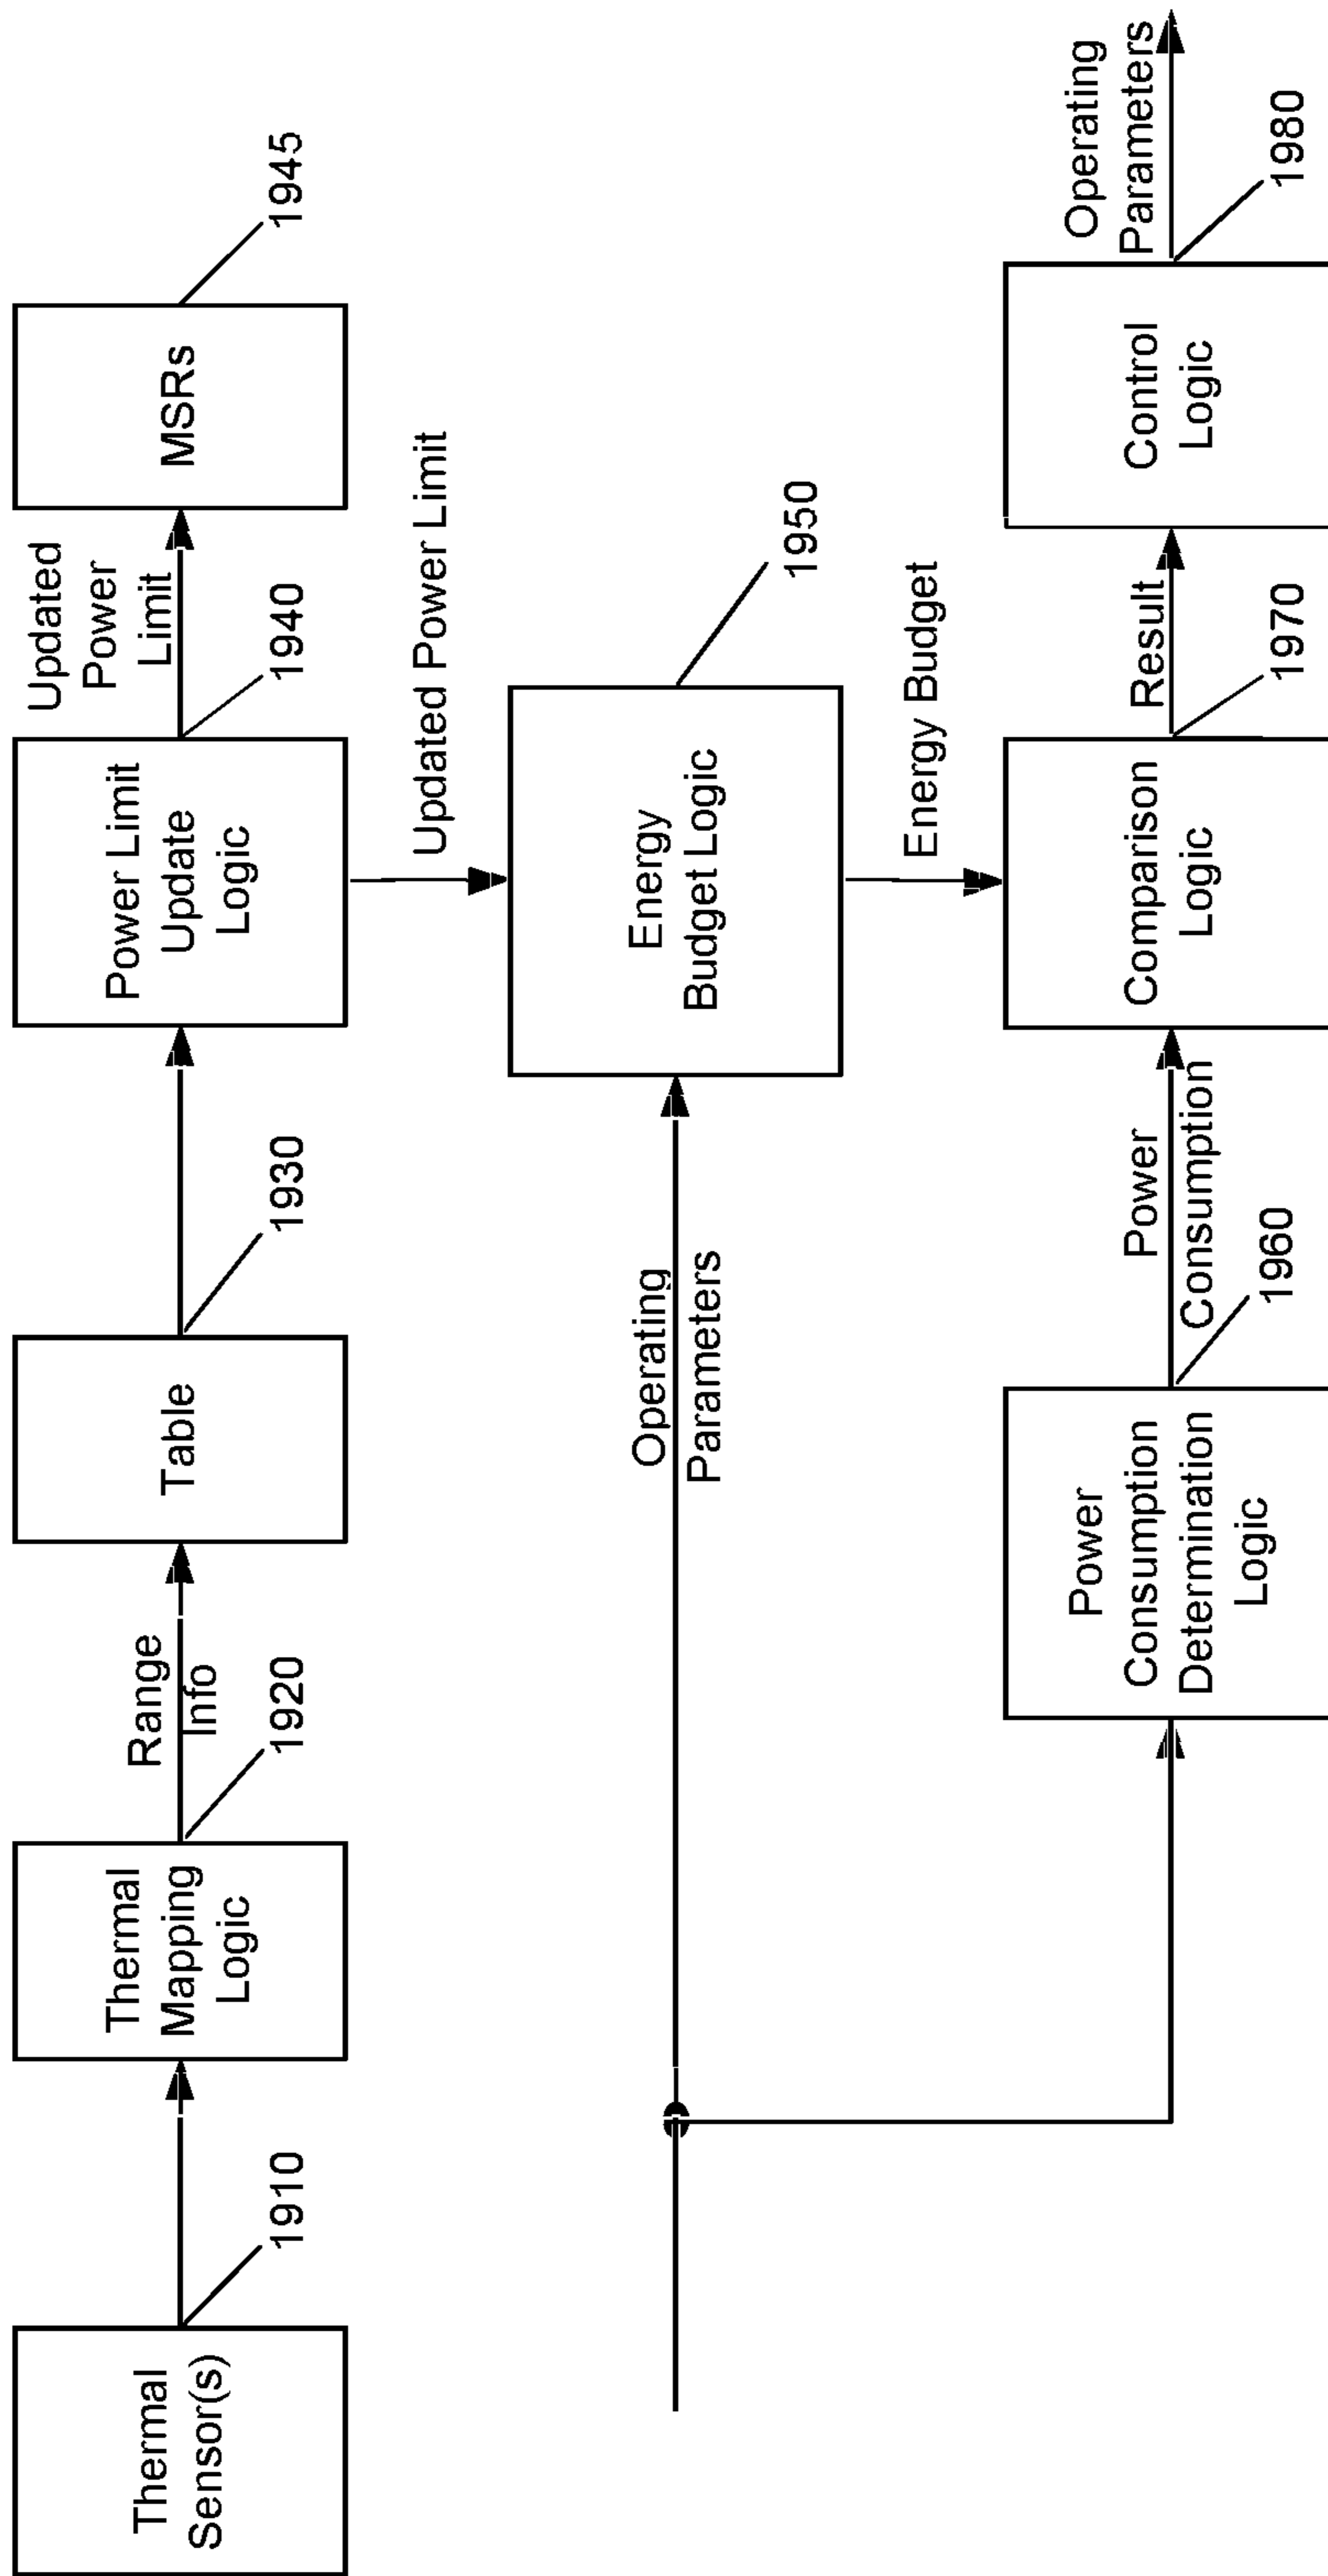 Thermal
Sensor(s)
1910
Thermal
Mapping
Logic
1920
Range
Info
Table
1930
Power Limit
Update
Logic
1940
Updated
Power
Limit
MSRs
1945
Updated Power Limit
Operating
Parameters
Energy
Budget Logic
1950
Energy Budget
Power
Consumption
Determination
Logic
1960
Power
Consumption
Comparison
Logic
1970
Result
Control
Logic
1980
Operating
Parameters